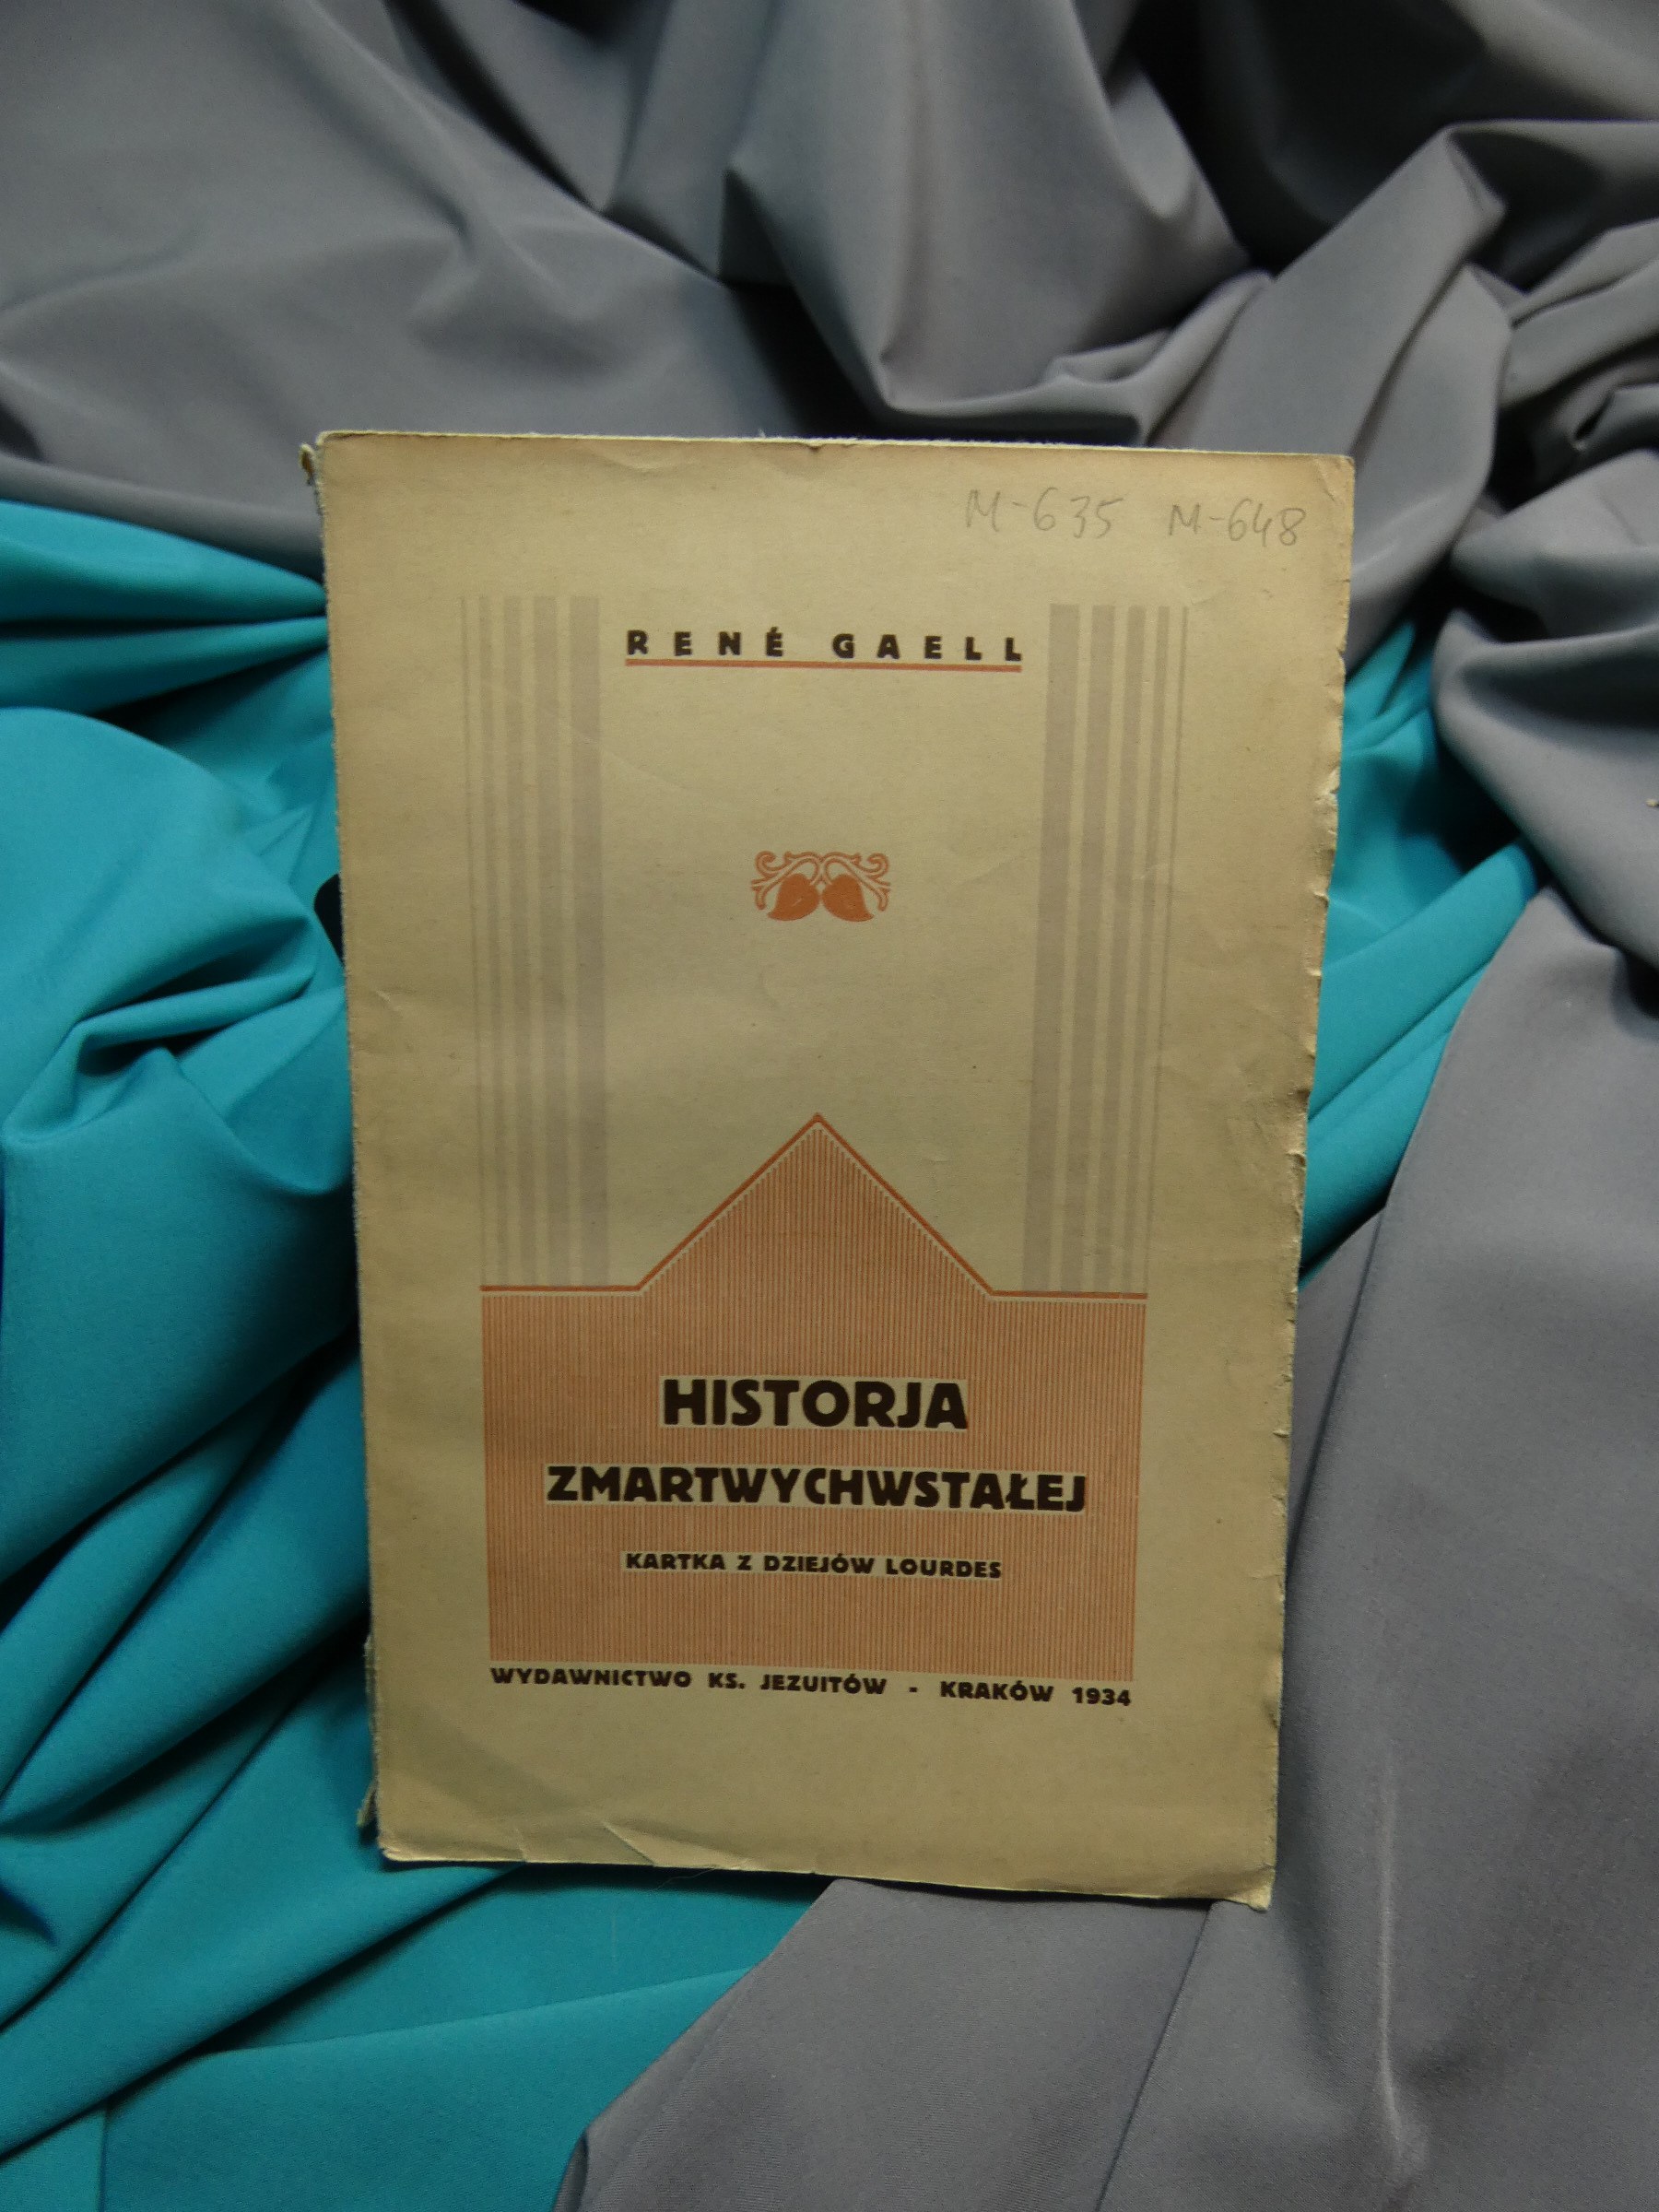 M-635 M-648
RENÉ GAELL
HISTORJA
ZMARTWYCHWSTAŁEJ
KARTKA Z DZIEJÓW LOURDES
WYDAWNICTWO KS. JEZUITÓW - KRAKÓW 1934